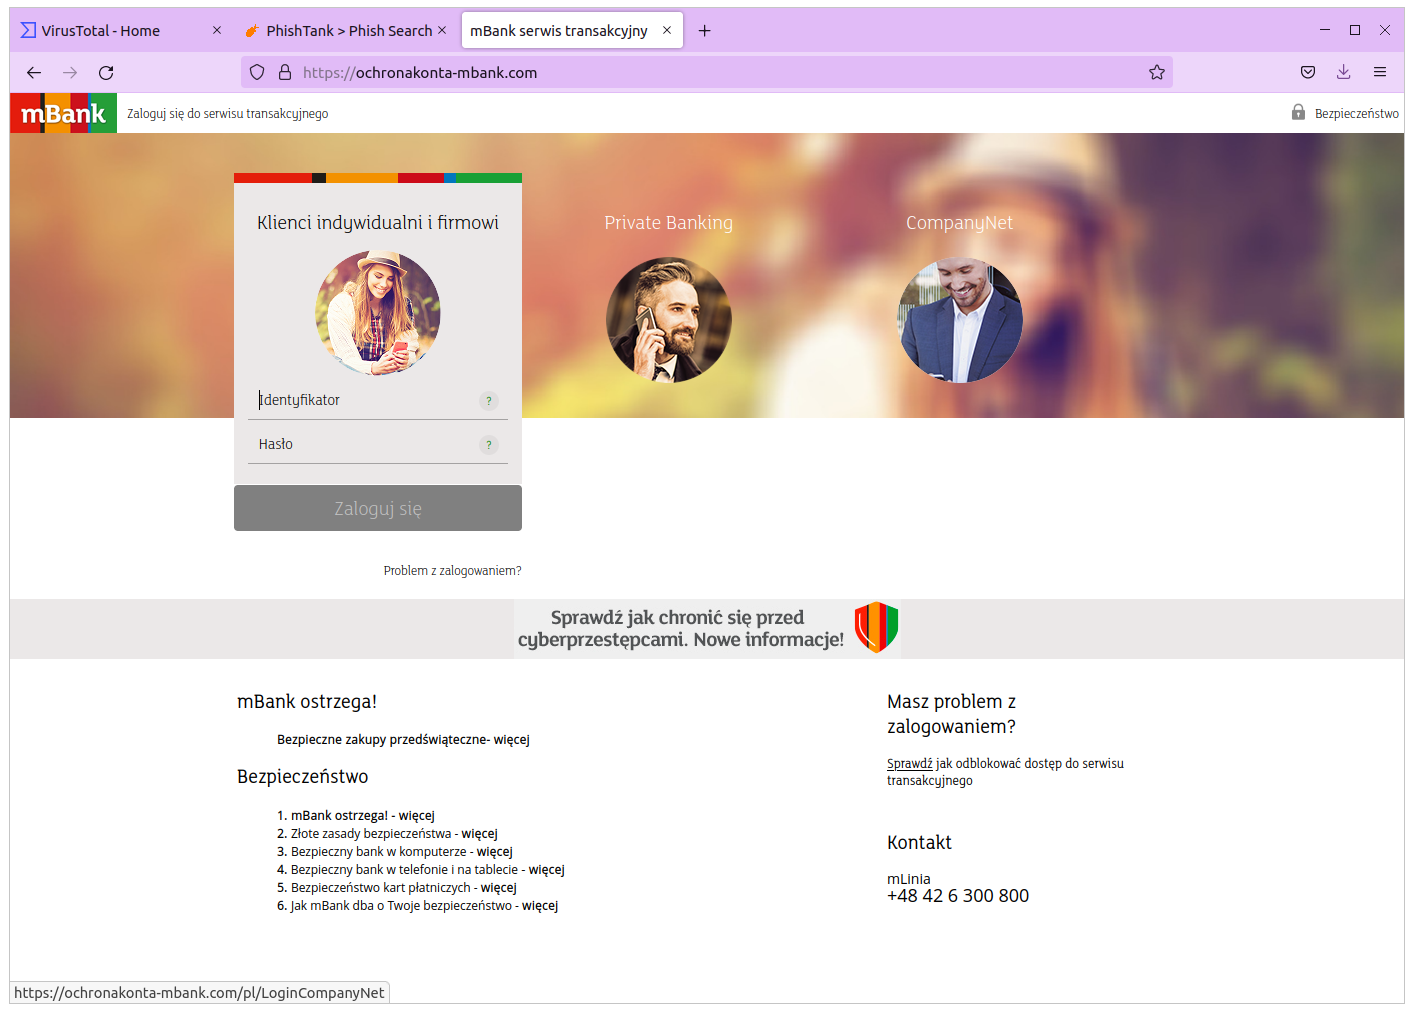 VirusTotal - Home
PhishTank > Phish Search
mBank serwis transakcyjny
https://ochronakonta-mbank.com
mBank
Zaloguj się do serwisu transakcyjnego
Bezpieczeństwo
Klienci indywidualni i firmowi
Private Banking
CompanyNet
Identyfikator
?
Hasło
?
Zaloguj się
Problem z zalogowaniem?
Sprawdź jak chronić się przed
cyberprzestępcami. Nowe informacje!
mBank ostrzega!
Bezpieczne zakupy przedświąteczne- więcej
Bezpieczeństwo
1. mBank ostrzega! - więcej
2. Złote zasady bezpieczeństwa - więcej
3. Bezpieczny bank w komputerze - więcej
4. Bezpieczny bank w telefonie i na tablecie - więcej
5. Bezpieczeństwo kart płatniczych - więcej
6. Jak mBank dba o Twoje bezpieczeństwo - więcej
Masz problem z
zalogowaniem?
Sprawdź jak odblokować dostęp do serwisu
transakcyjnego
Kontakt
mLinia
+48 42 6 300 800
https://ochronakonta-mbank.com/pl/LoginCompanyNet